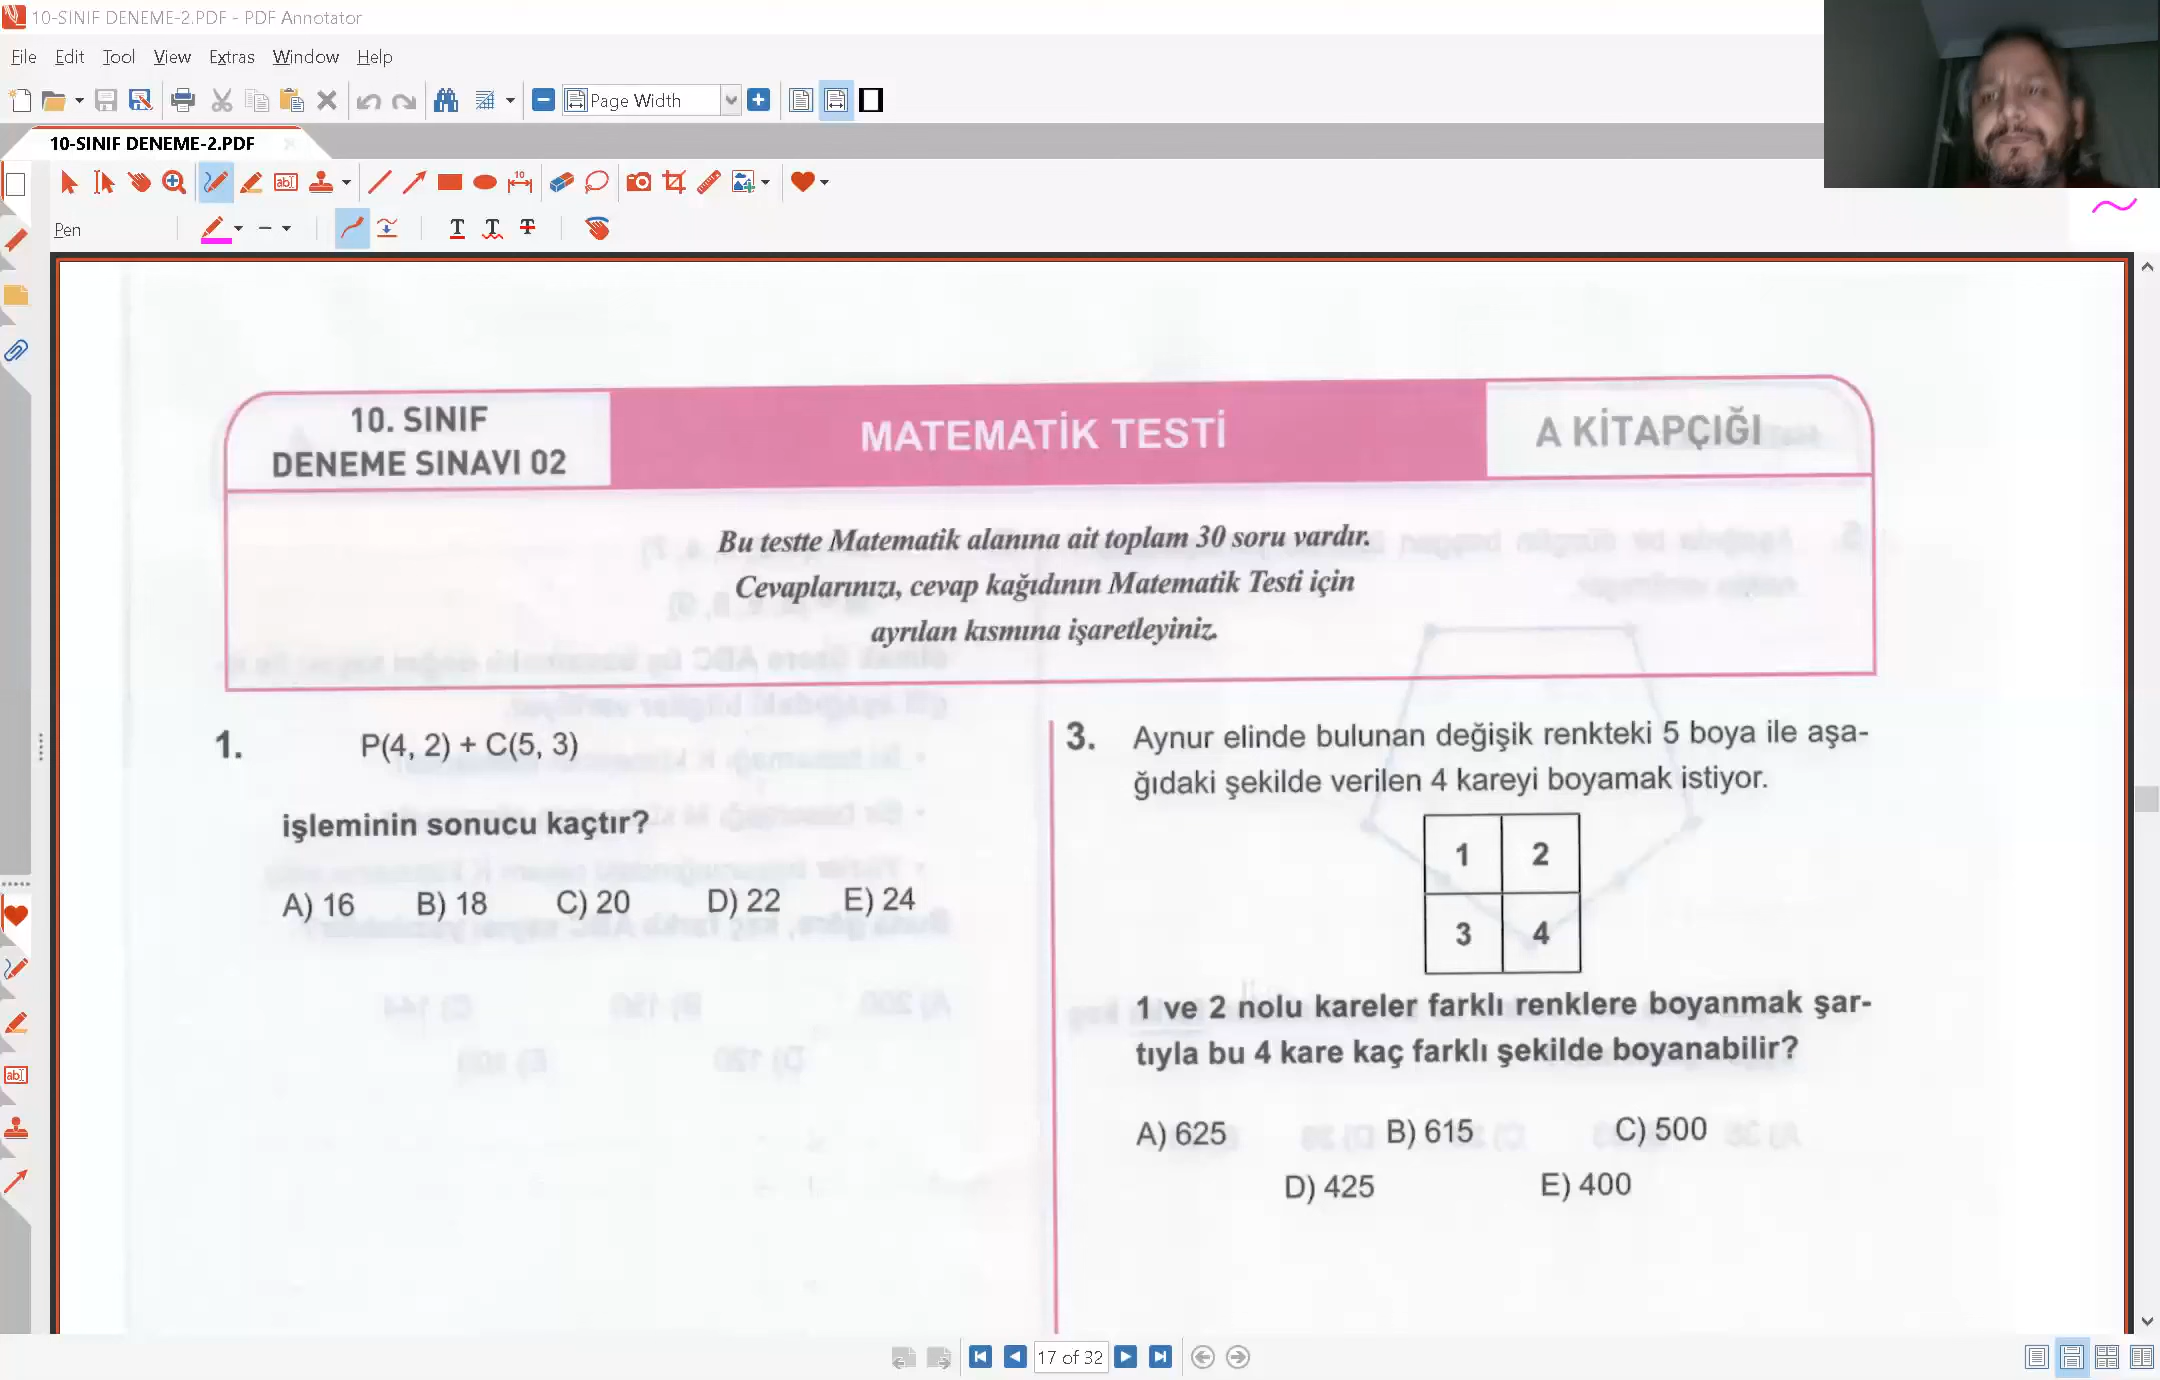 10-SINIF DENEME-2.PDF - PDF Annotator
File Edit Tool View Extras Window Help
Page Width
10-SINIF DENEME-2.PDF
Pen
10. SINIF
DENEME SINAVI 02
MATEMATİK TESTİ
A KİTAPÇIĞI
Bu testte Matematik alanına ait toplam 30 soru vardır.
Cevaplarınızı, cevap kağıdının Matematik Testi için
ayrılan kısmına işaretleyiniz.
1. P(4, 2) + C(5, 3)
işleminin sonucu kaçtır?
A) 16 B) 18 C) 20 D) 22 E) 24
3. Aynur elinde bulunan değişik renkteki 5 boya ile aşa-
ğıdaki şekilde verilen 4 kareyi boyamak istiyor.
1 2
3 4
1 ve 2 nolu kareler farklı renklere boyanmak şar-
tıyla bu 4 kare kaç farklı şekilde boyanabilir?
A) 625 B) 615 C) 500
D) 425 E) 400
17 of 32